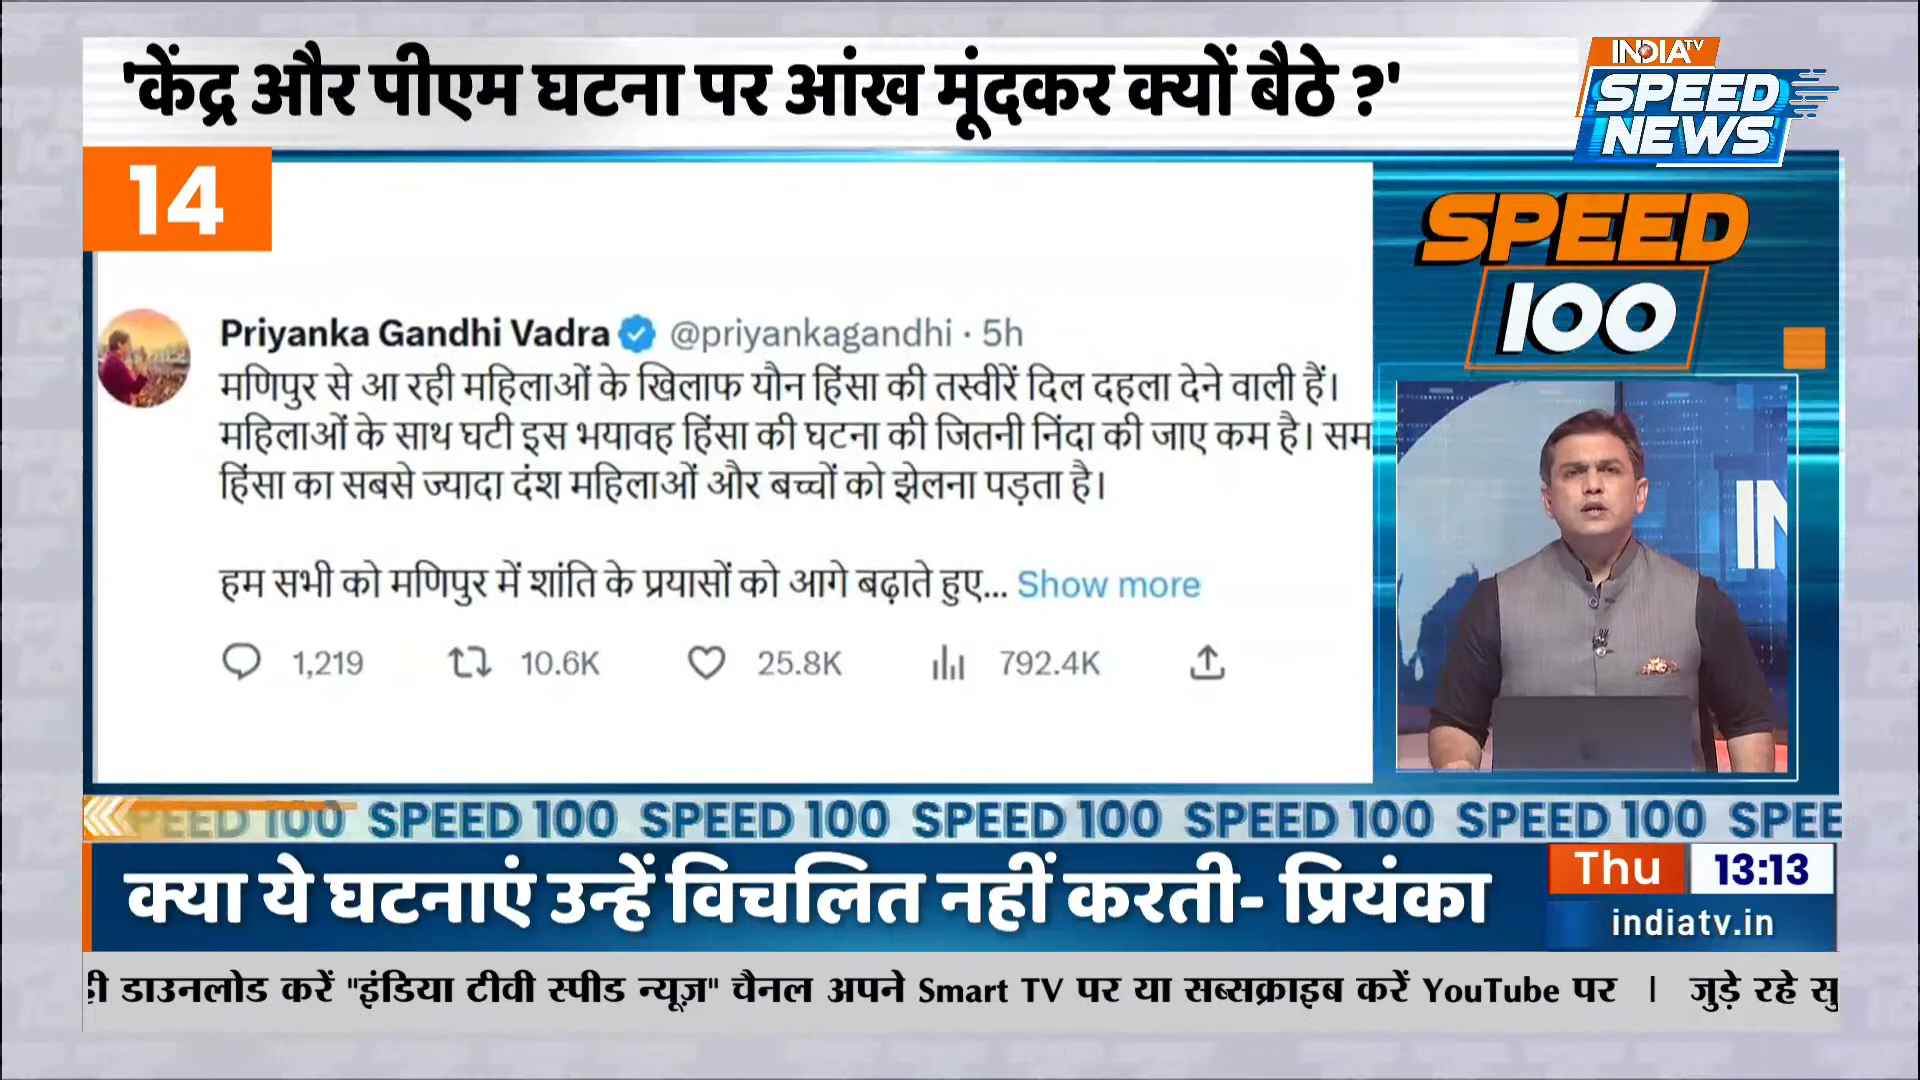 'केंद्र और पीएम घटना पर आंख मूंदकर क्यों बैठे ?'
INDIA TV
SPEED
NEWS
14
SPEED
100
Priyanka Gandhi Vadra @priyankagandhi · 5h
मणिपुर से आ रही महिलाओं के खिलाफ यौन हिंसा की तस्वीरें दिल दहला देने वाली हैं।
महिलाओं के साथ घटी इस भयावह हिंसा की घटना की जितनी निंदा की जाए कम है। सम
हिंसा का सबसे ज्यादा दंश महिलाओं और बच्चों को झेलना पड़ता है।
हम सभी को मणिपुर में शांति के प्रयासों को आगे बढ़ाते हुए... Show more
1,219 10.6K 25.8K 792.4K
IN
PEED 100 SPEED 100 SPEED 100 SPEED 100 SPEED 100 SPEED 100 SPEE
क्या ये घटनाएं उन्हें विचलित नहीं करती- प्रियंका
Thu 13:13
indiatv.in
ही डाउनलोड करें "इंडिया टीवी स्पीड न्यूज़" चैनल अपने Smart TV पर या सब्सक्राइब करें YouTube पर | जुड़े रहे सु